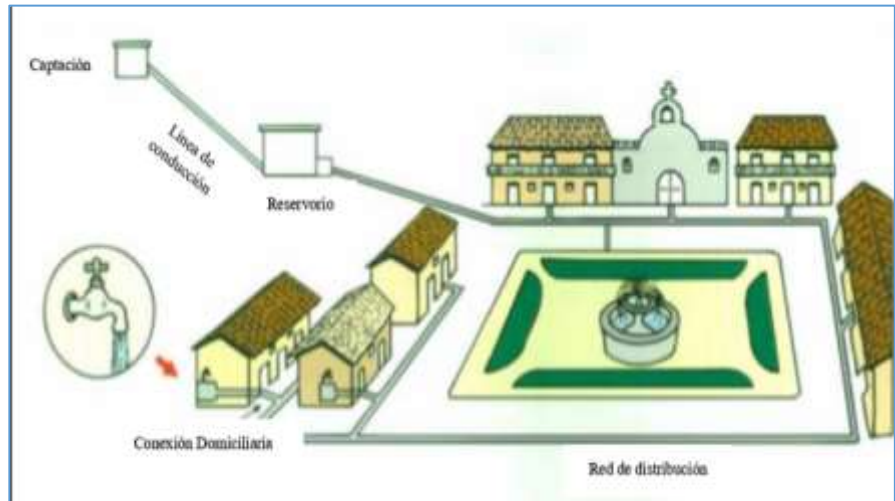 Captación
Línea de
conducción
Reservorio
Conexión Domiciliaria
Red de distribución